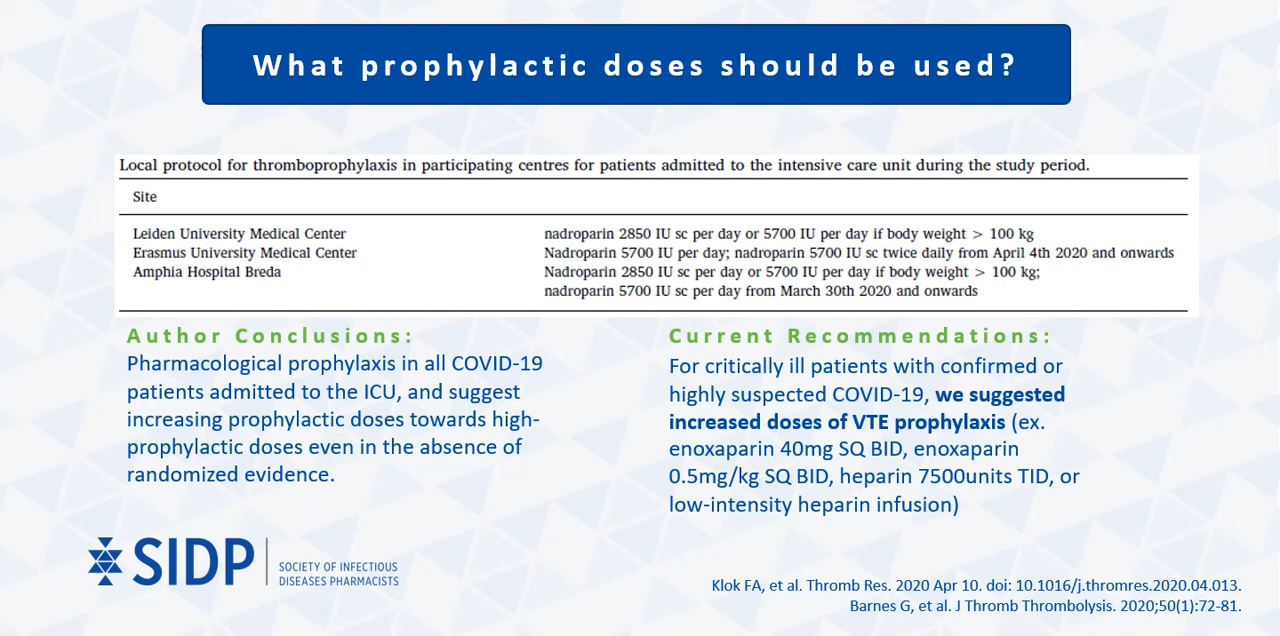 What prophylactic doses should be used?
Local protocol for thromboprophylaxis in participating centres for patients admitted to the intensive care unit during the study period.
Site
Leiden University Medical Center nadroparin 2850 IU sc per day or 5700 IU per day if body weight > 100 kg
Erasmus University Medical Center Nadroparin 5700 IU per day; nadroparin 5700 IU sc twice daily from April 4th 2020 and onwards
Amphia Hospital Breda Nadroparin 2850 IU sc per day or 5700 IU per day if body weight > 100 kg;
nadroparin 5700 IU sc per day from March 30th 2020 and onwards
Author Conclusions:
Pharmacological prophylaxis in all COVID-19
patients admitted to the ICU, and suggest
increasing prophylactic doses towards high-
prophylactic doses even in the absence of
randomized evidence.
Current Recommendations:
For critically ill patients with confirmed or
highly suspected COVID-19, we suggested
increased doses of VTE prophylaxis (ex.
enoxaparin 40mg SQ BID, enoxaparin
0.5mg/kg SQ BID, heparin 7500units TID, or
low-intensity heparin infusion)
SIDP
SOCIETY OF INFECTIOUS
DISEASES PHARMACISTS
Klok FA, et al. Thromb Res. 2020 Apr 10. doi: 10.1016/j.thromres.2020.04.013.
Barnes G, et al. J Thromb Thrombolysis. 2020;50(1):72-81.